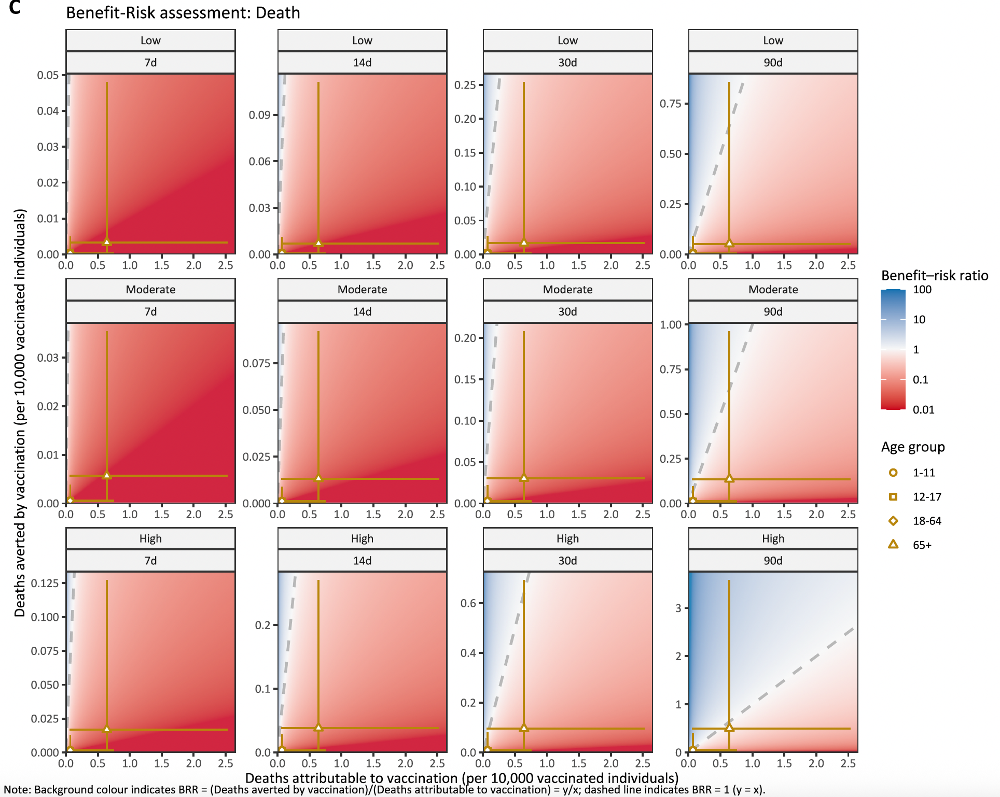 C
Benefit-Risk assessment: Death
Low Low Low Low
7d 14d 30d 90d
0.05
0.04
0.03
0.02
0.01
0.00
0.09
0.06
0.03
0.00
0.25
0.20
0.15
0.10
0.05
0.00
0.75
0.50
0.25
0.00
0.0 0.5 1.0 1.5 2.0 2.5
0.0 0.5 1.0 1.5 2.0 2.5
0.0 0.5 1.0 1.5 2.0 2.5
0.0 0.5 1.0 1.5 2.0 2.5
Moderate Moderate Moderate Moderate
7d 14d 30d 90d
0.03
0.02
0.01
0.00
0.075
0.050
0.025
0.000
0.20
0.15
0.10
0.05
0.00
1.00
0.75
0.50
0.25
0.00
0.0 0.5 1.0 1.5 2.0 2.5
0.0 0.5 1.0 1.5 2.0 2.5
0.0 0.5 1.0 1.5 2.0 2.5
0.0 0.5 1.0 1.5 2.0 2.5
High High High High
7d 14d 30d 90d
0.125
0.100
0.075
0.050
0.025
0.000
0.2
0.1
0.0
0.6
0.4
0.2
0.0
3
2
1
0
0.0 0.5 1.0 1.5 2.0 2.5
0.0 0.5 1.0 1.5 2.0 2.5
0.0 0.5 1.0 1.5 2.0 2.5
0.0 0.5 1.0 1.5 2.0 2.5
Deaths averted by vaccination (per 10,000 vaccinated individuals)
Deaths attributable to vaccination (per 10,000 vaccinated individuals)
Benefit–risk ratio
100
10
1
0.1
0.01
Age group
1-11
12-17
18-64
65+
Note: Background colour indicates BRR = (Deaths averted by vaccination)/(Deaths attributable to vaccination) = y/x; dashed line indicates BRR = 1 (y = x).